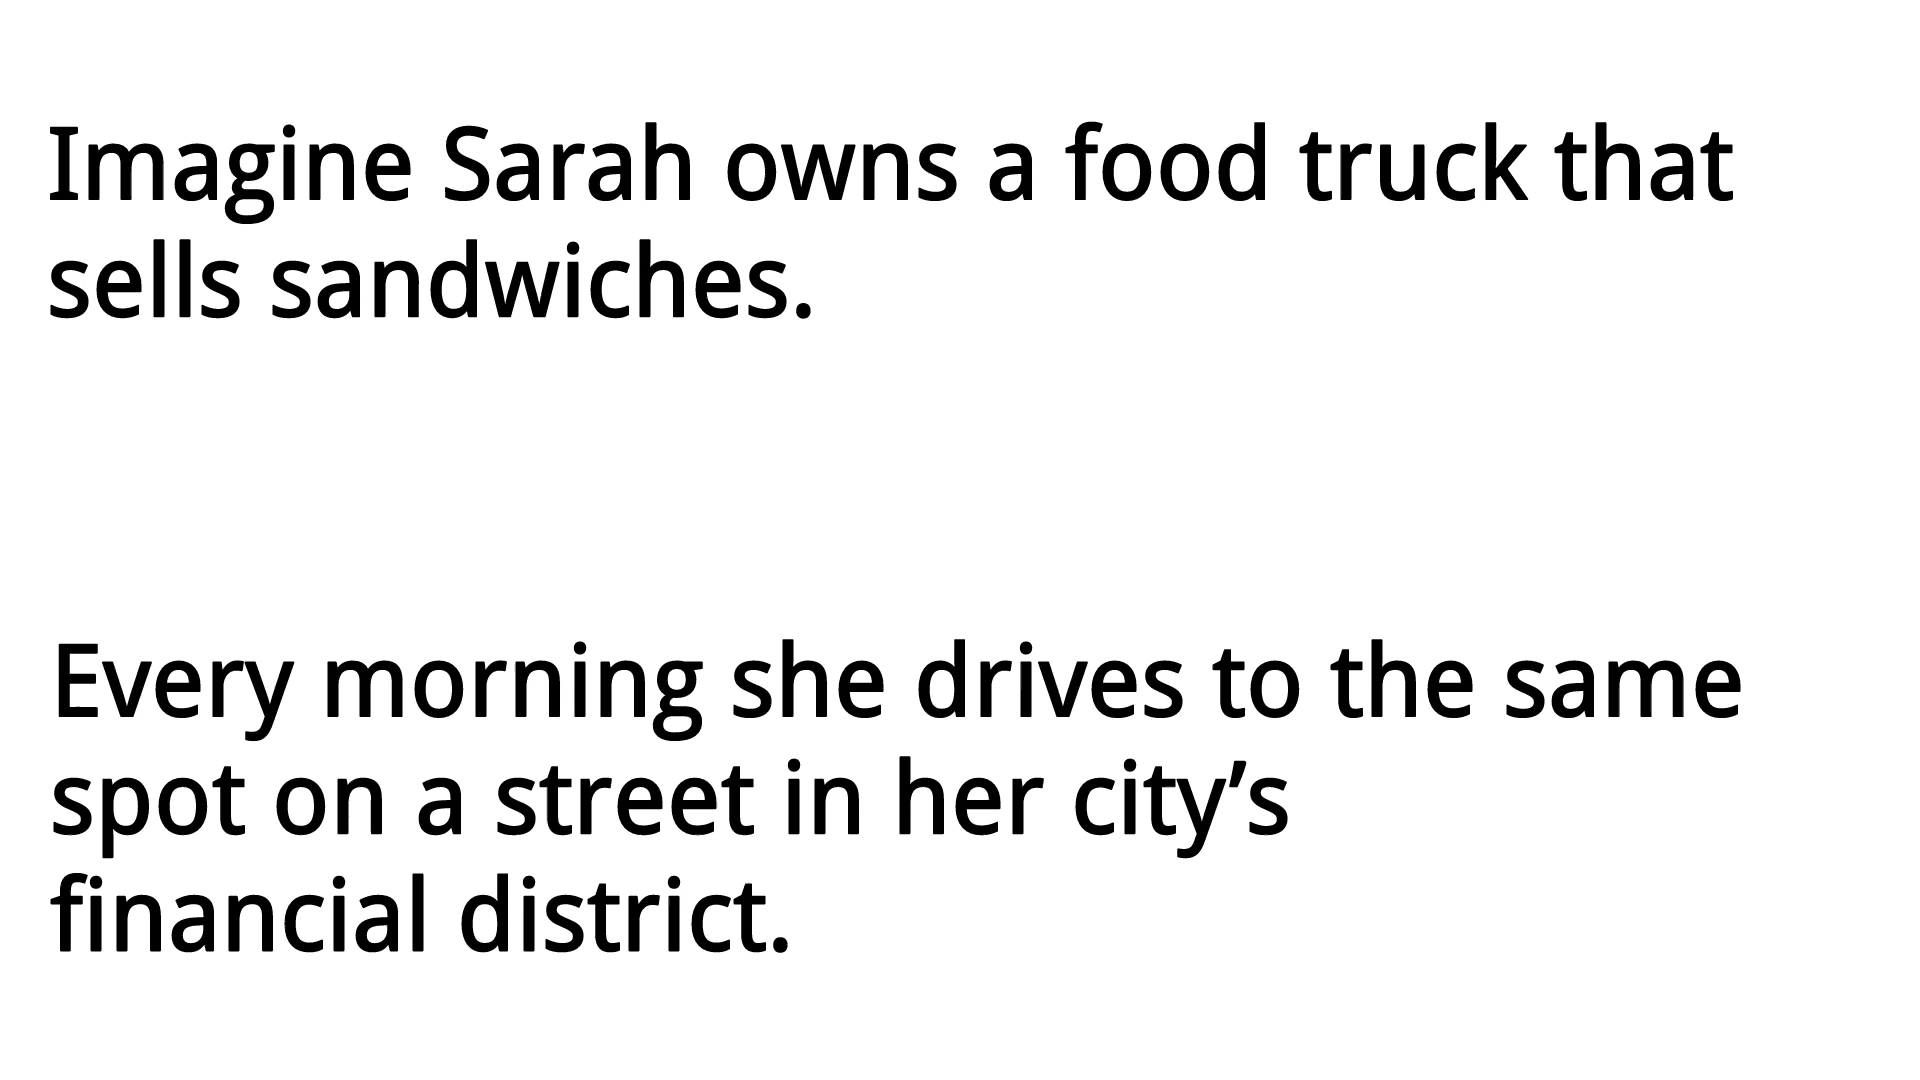 Imagine Sarah owns a food truck that
sells sandwiches.
Every morning she drives to the same
spot on a street in her city’s
financial district.